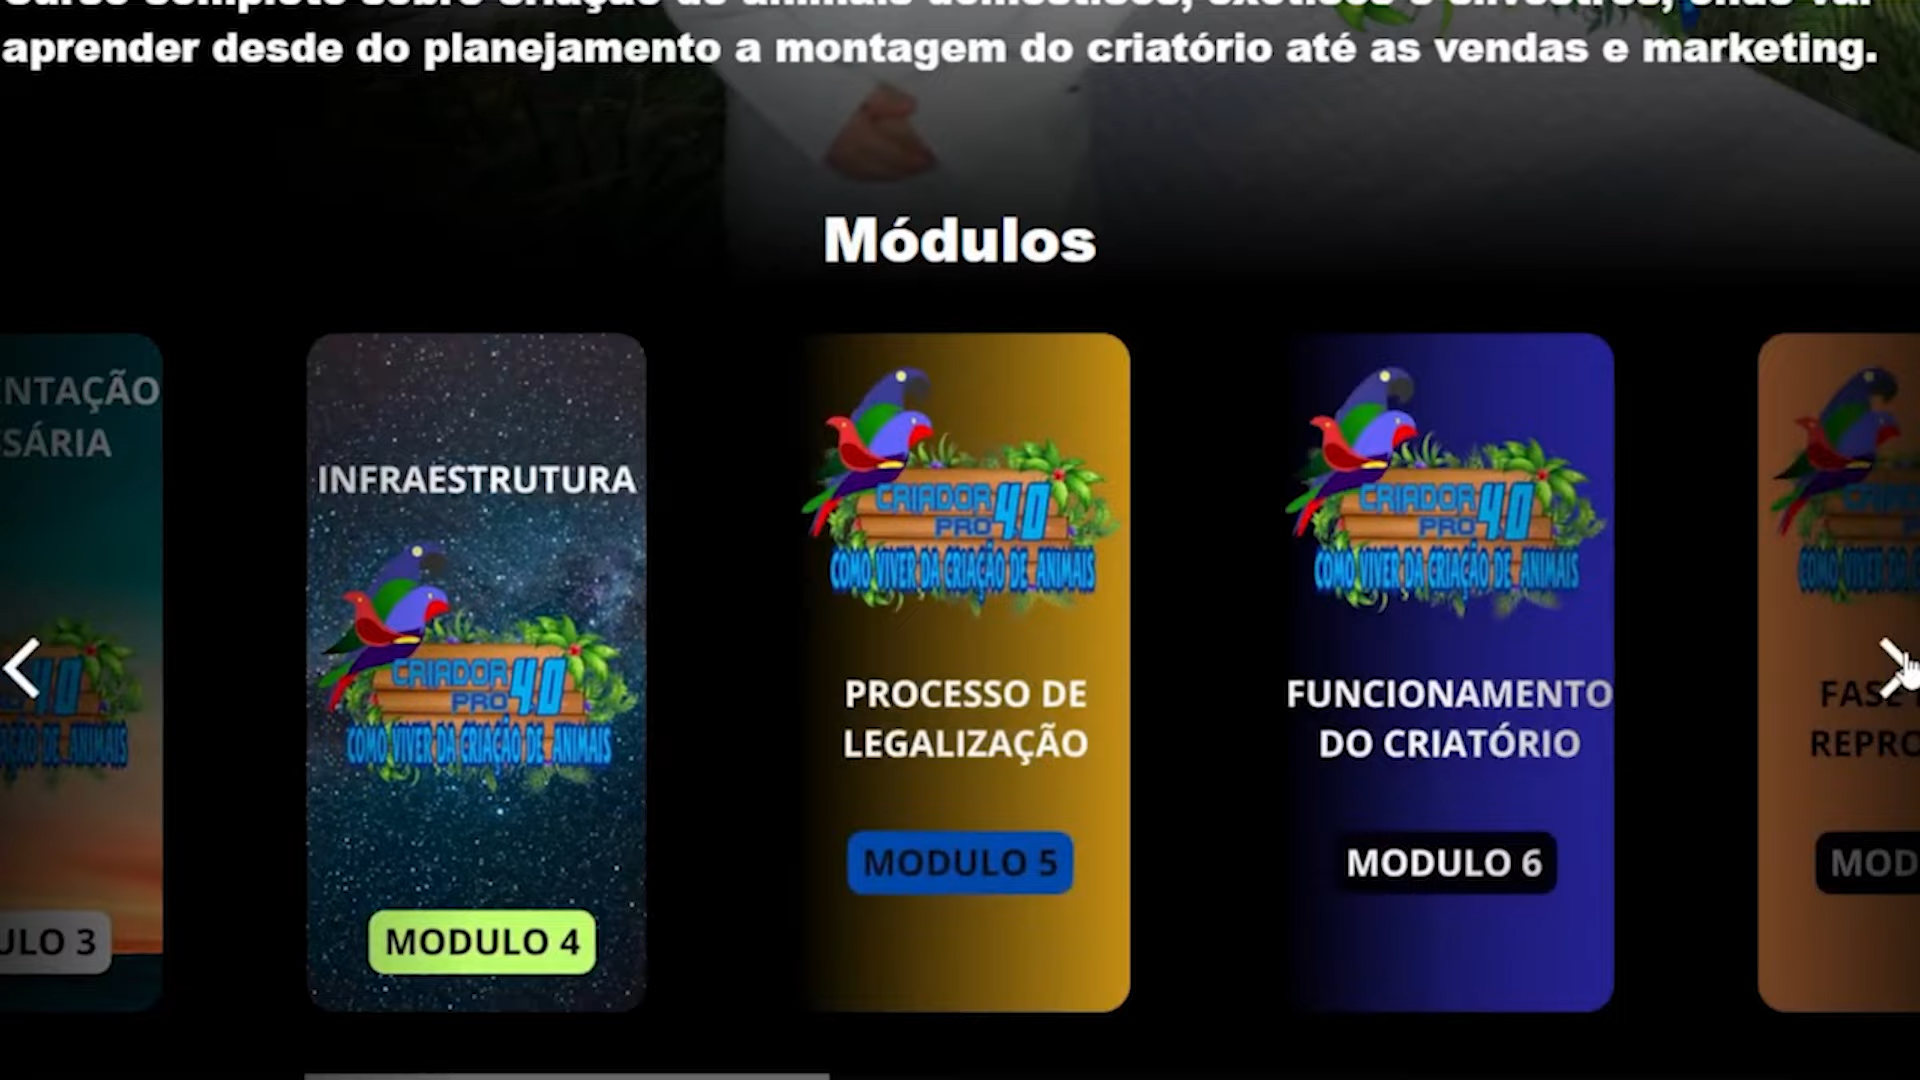 aprender desde do planejamento a montagem do criatório até as vendas e marketing.
Módulos
INFRAESTRUTURA
CRIADOR
PRO 4.0
COMO VIVER DA CRIAÇÃO DE ANIMAIS
MODULO 4
CRIADOR
PRO 4.0
COMO VIVER DA CRIAÇÃO DE ANIMAIS
PROCESSO DE
LEGALIZAÇÃO
MODULO 5
CRIADOR
PRO 4.0
COMO VIVER DA CRIAÇÃO DE ANIMAIS
FUNCIONAMENTO
DO CRIATÓRIO
MODULO 6